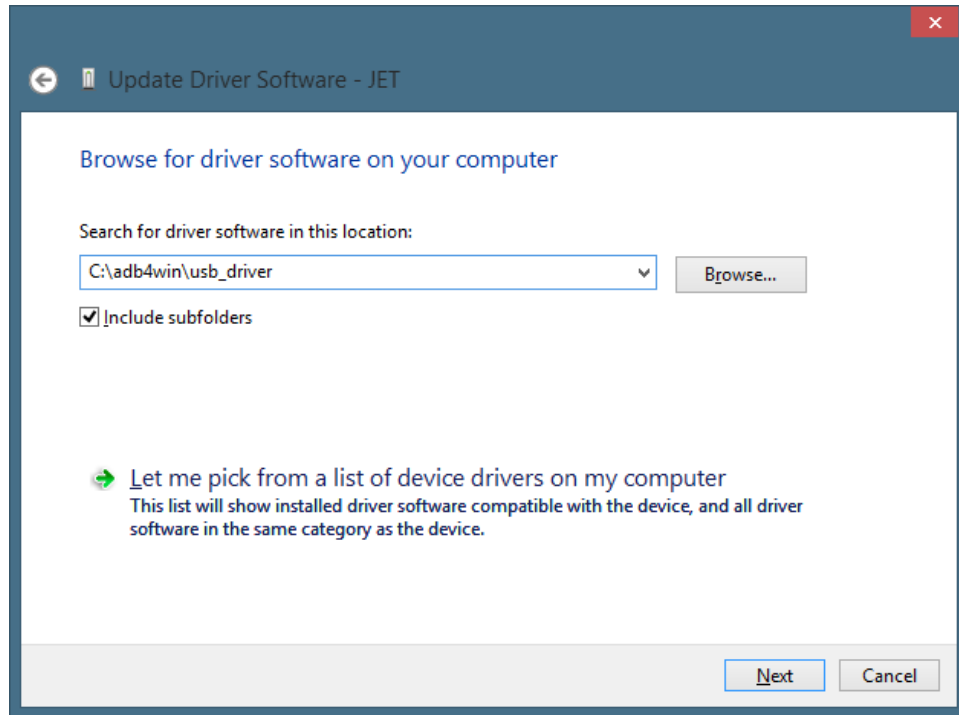 Update Driver Software - JET
Browse for driver software on your computer
Search for driver software in this location:
C:\adb4win\usb_driver
Browse...
Include subfolders
Let me pick from a list of device drivers on my computer
This list will show installed driver software compatible with the device, and all driver
software in the same category as the device.
Next
Cancel